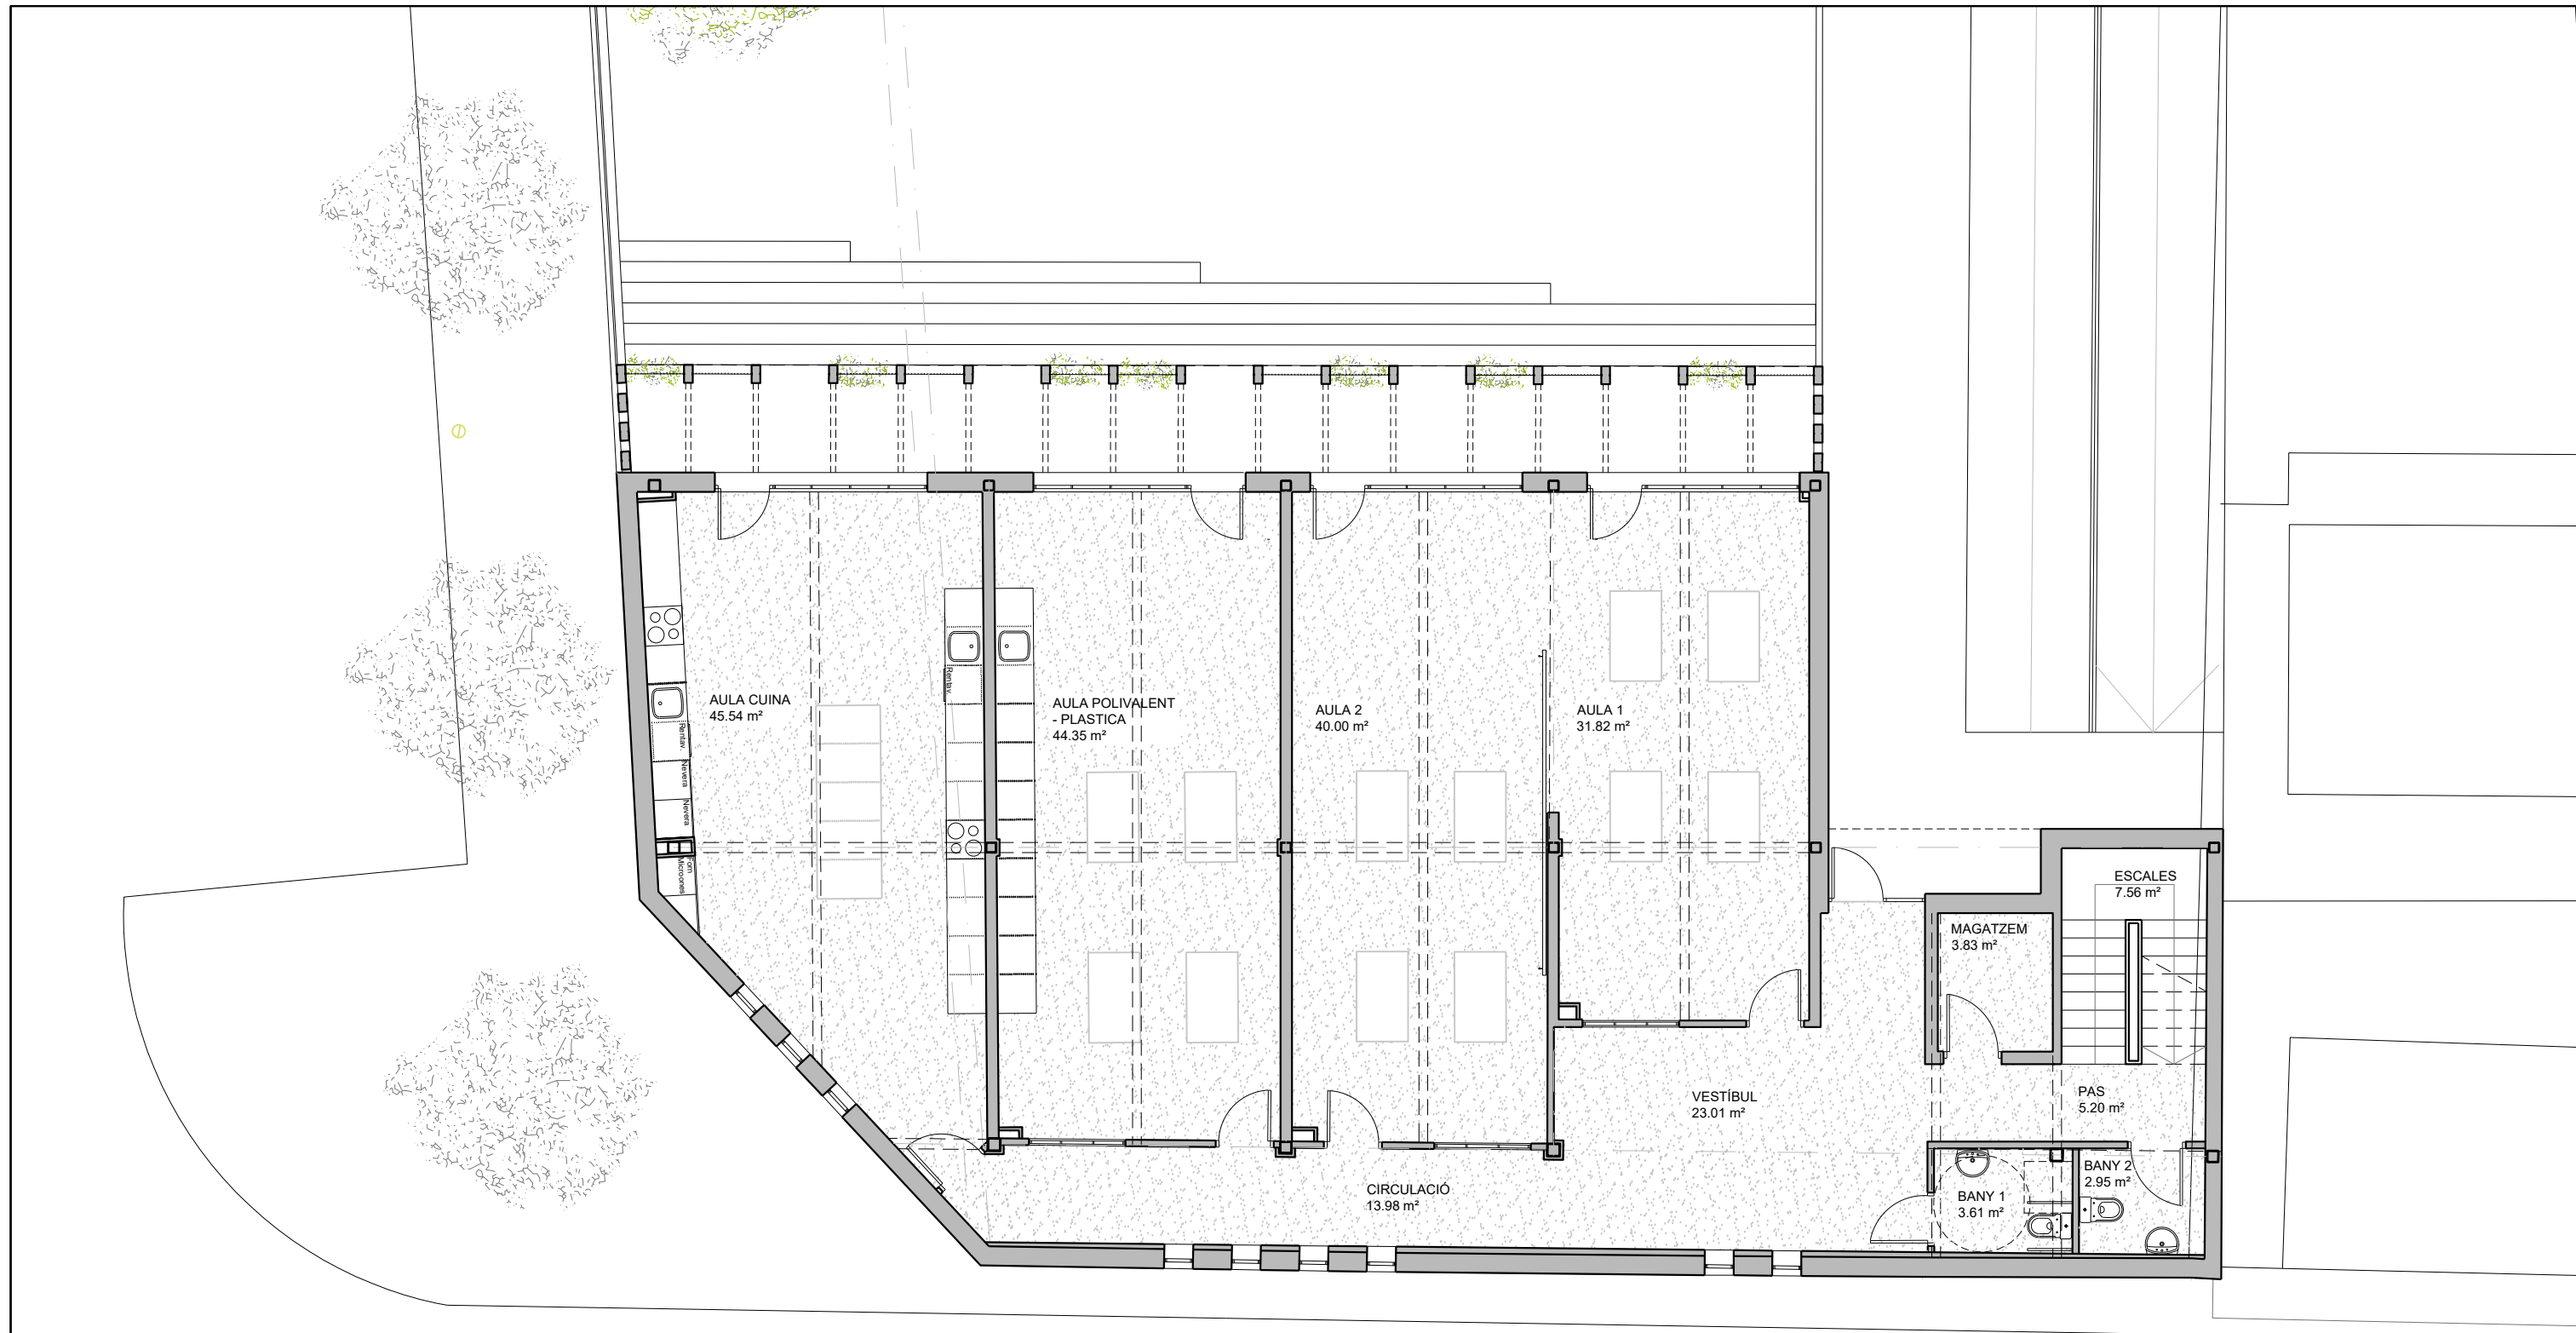 AULA CUINA
45.54 m²
Rentav.
Nevera
Nevera
Forn
Microones
Rentav.
AULA POLIVALENT
- PLASTICA
44.35 m²
AULA 2
40.00 m²
AULA 1
31.82 m²
ESCALES
7.56 m²
MAGATZEM
3.83 m²
VESTÍBUL
23.01 m²
PAS
5.20 m²
CIRCULACIÓ
13.98 m²
BANY 1
3.61 m²
BANY 2
2.95 m²